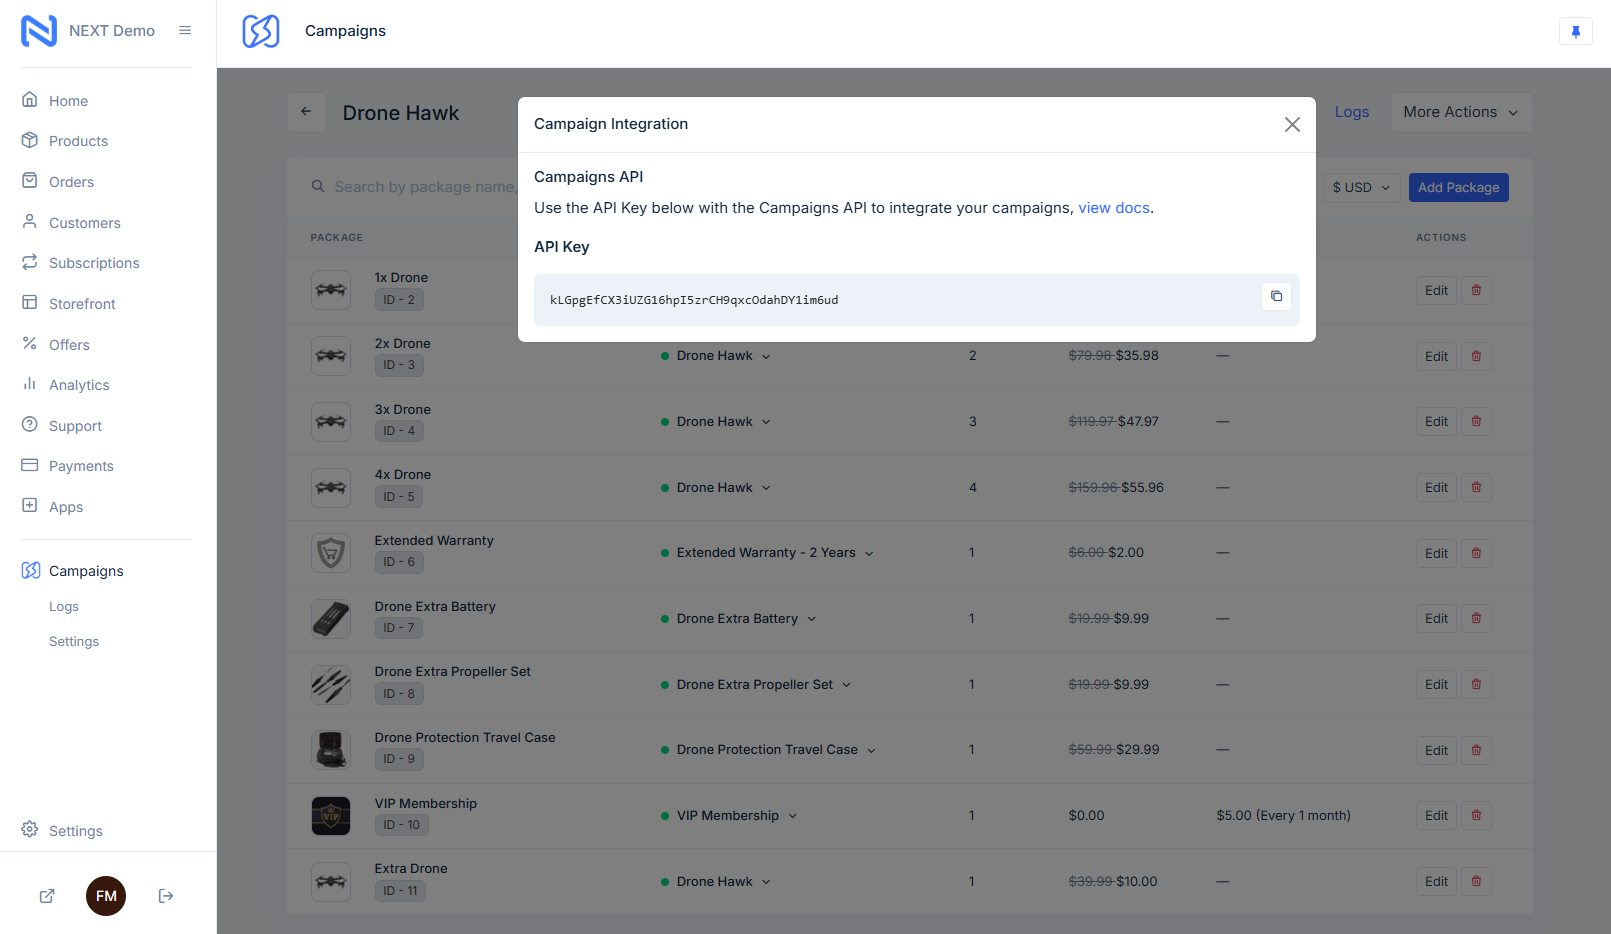 NEXT Demo
Campaigns
Home
Products
Orders
Customers
Subscriptions
Storefront
Offers
Analytics
Support
Payments
Apps
Campaigns
Logs
Settings
Settings
FM
Drone Hawk
Logs
More Actions
Search by package name,
$ USD
Add Package
Campaign Integration
Campaigns API
Use the API Key below with the Campaigns API to integrate your campaigns, view docs.
API Key
kLGpgEfCX3iUZG16hpI5zrCH9qxcOdahDY1im6ud
PACKAGE
ACTIONS
1x Drone
ID - 2
Edit
2x Drone
ID - 3
Drone Hawk
2
$79.98 $35.98
—
Edit
3x Drone
ID - 4
Drone Hawk
3
$119.97 $47.97
—
Edit
4x Drone
ID - 5
Drone Hawk
4
$159.96 $55.96
—
Edit
Extended Warranty
ID - 6
Extended Warranty - 2 Years
1
$6.00 $2.00
—
Edit
Drone Extra Battery
ID - 7
Drone Extra Battery
1
$19.99 $9.99
—
Edit
Drone Extra Propeller Set
ID - 8
Drone Extra Propeller Set
1
$19.99 $9.99
—
Edit
Drone Protection Travel Case
ID - 9
Drone Protection Travel Case
1
$59.99 $29.99
—
Edit
VIP
VIP Membership
ID - 10
VIP Membership
1
$0.00
$5.00 (Every 1 month)
Edit
Extra Drone
ID - 11
Drone Hawk
1
$39.99 $10.00
—
Edit